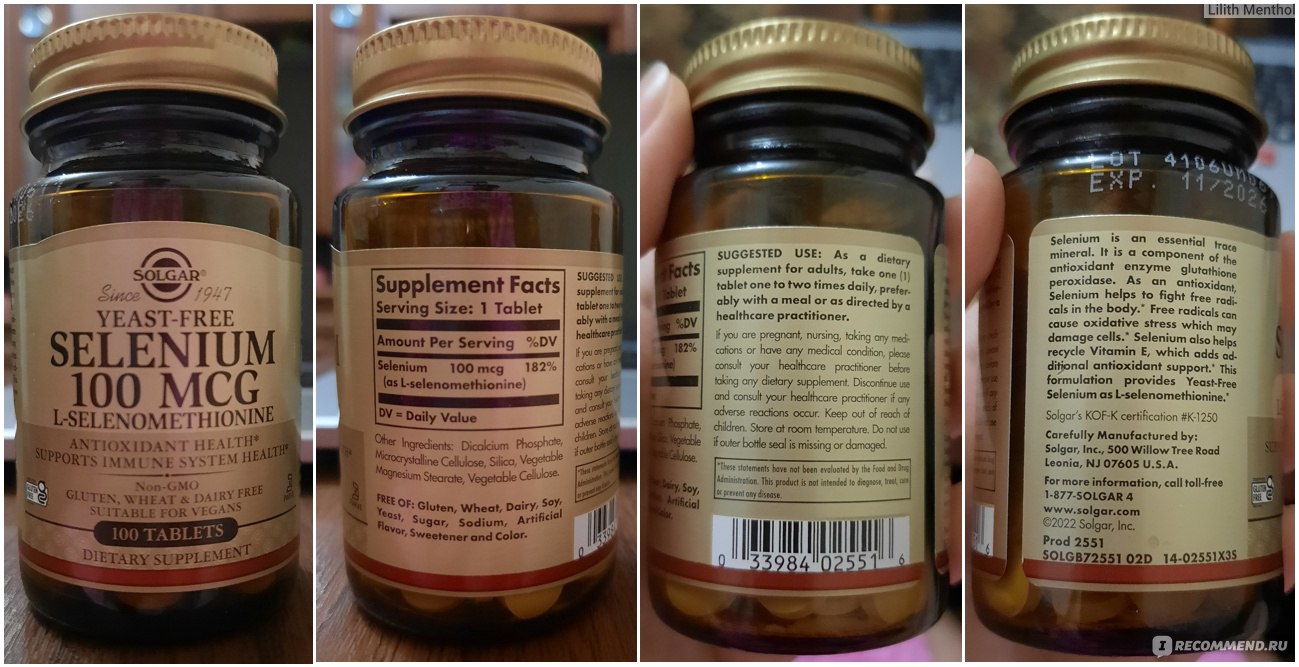 SOLGAR®
Since 1947
YEAST-FREE
SELENIUM
100 MCG
L-SELENOMETHIONINE
ANTIOXIDANT HEALTH*
SUPPORTS IMMUNE SYSTEM HEALTH*
NON-GMO
GLUTEN, WHEAT & DAIRY FREE
SUITABLE FOR VEGANS
100 TABLETS
DIETARY SUPPLEMENT
Supplement Facts
Serving Size: 1 Tablet
Amount Per Serving %DV
Selenium 100 mcg 182%
(as L-selenomethionine)
DV = Daily Value
Other Ingredients: Dicalcium Phosphate,
Microcrystalline Cellulose, Silica, Vegetable
Magnesium Stearate, Vegetable Cellulose.
FREE OF: Gluten, Wheat, Dairy, Soy,
Yeast, Sugar, Sodium, Artificial
Flavor, Sweetener and Color.
SUGGESTED USE: As a dietary
supplement for adults, take one (1)
tablet one to two times daily, prefer-
ably with a meal or as directed by a
healthcare practitioner.
If you are pregnant, nursing, taking any medi-
cations or have any medical condition, please
consult your healthcare practitioner before
taking any dietary supplement. Discontinue use
and consult your healthcare practitioner if any
adverse reactions occur. Keep out of reach of
children. Store at room temperature. Do not use
if outer bottle seal is missing or damaged.
*These statements have not been evaluated by the Food and Drug
Administration. This product is not intended to diagnose, treat, cure
or prevent any disease.
0 33984 02551 6
Lilith Menthol
LOT
EXP. 11/2026
Selenium is an essential trace
mineral. It is a component of the
antioxidant enzyme glutathione
peroxidase. As an antioxidant,
Selenium helps to fight free radi-
cals in the body.* Free radicals can
cause oxidative stress which may
damage cells.* Selenium also helps
recycle Vitamin E, which adds ad-
ditional antioxidant support.* This
formulation provides Yeast-Free
Selenium as L-selenomethionine.*
Solgar's KOF-K certification #K-1250
Carefully Manufactured by:
Solgar, Inc., 500 Willow Tree Road
Leonia, NJ 07605 U.S.A.
For more information, call toll-free
1-877-SOLGAR 4
www.solgar.com
©2022 Solgar, Inc.
Prod 2551
SOLGB72551 02D 14-02551X3S
GLUTEN
FREE
I RECOMMEND.RU